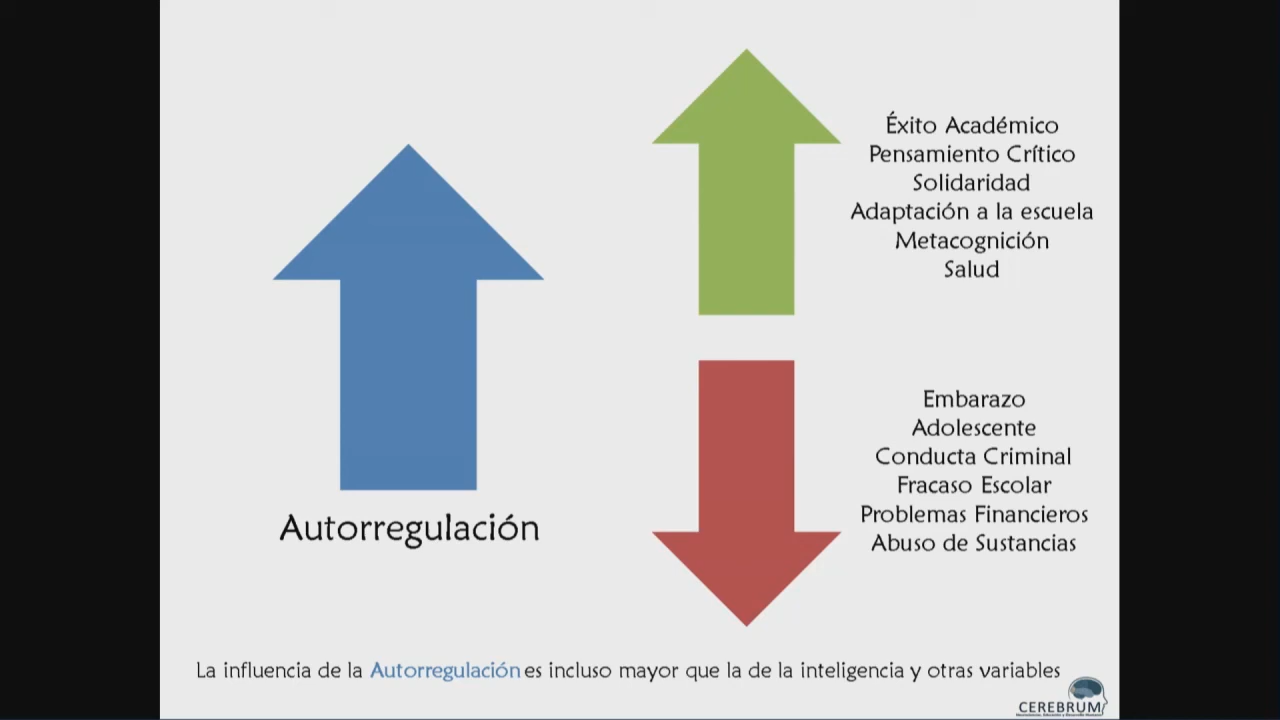 Éxito Académico
Pensamiento Crítico
Solidaridad
Adaptación a la escuela
Metacognición
Salud
Autorregulación
Embarazo
Adolescente
Conducta Criminal
Fracaso Escolar
Problemas Financieros
Abuso de Sustancias
La influencia de la Autorregulación es incluso mayor que la de la inteligencia y otras variables
CEREBRUM